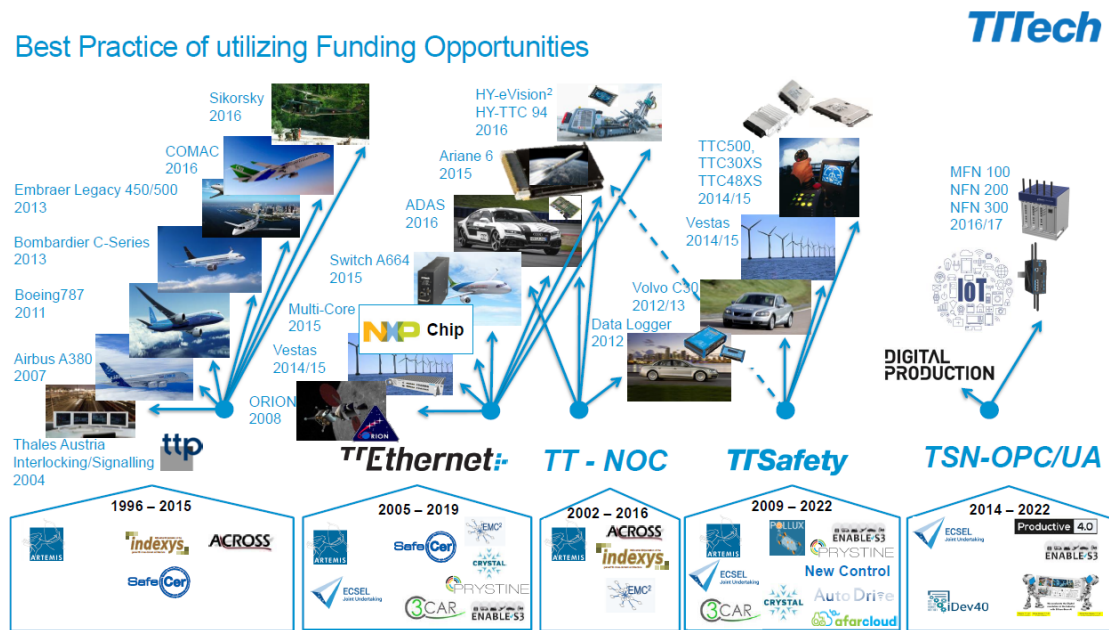 TTTech
Best Practice of utilizing Funding Opportunities
Sikorsky
2016
COMAC
2016
Embraer Legacy 450/500
2013
Bombardier C-Series
2013
Boeing787
2011
Airbus A380
2007
Thales Austria
Interlocking/Signalling
2004
ttp
HY-eVision²
HY-TTC 94
2016
Ariane 6
2015
ADAS
2016
Switch A664
2015
Multi-Core
2015
NXP Chip
Vestas
2014/15
ORION
2008
ORION
TTEthernet
TT - NOC
TTC500,
TTC30XS
TTC48XS
2014/15
Vestas
2014/15
Volvo C30
2012/13
Data Logger
2012
TTSafety
MFN 100
NFN 200
NFN 300
2016/17
IoT
DIGITAL
PRODUCTION
TSN-OPC/UA
1996 – 2015
ARTEMIS
indexys
ACROSS
SafeCer
2005 – 2019
ARTEMIS
SafeCer
EMC²
CRYSTAL
ECSEL
Joint Undertaking
PRYSTINE
3CAR
ENABLE-S3
2002 – 2016
ARTEMIS
ACROSS
indexys
EMC²
2009 – 2022
ARTEMIS
POLLUX
ENABLE-S3
PRYSTINE
ECSEL
Joint Undertaking
New Control
3CAR
CRYSTAL
AutoDrive
afarcloud
2014 – 2022
ECSEL
Joint Undertaking
Productive 4.0
ENABLE-S3
iDev40